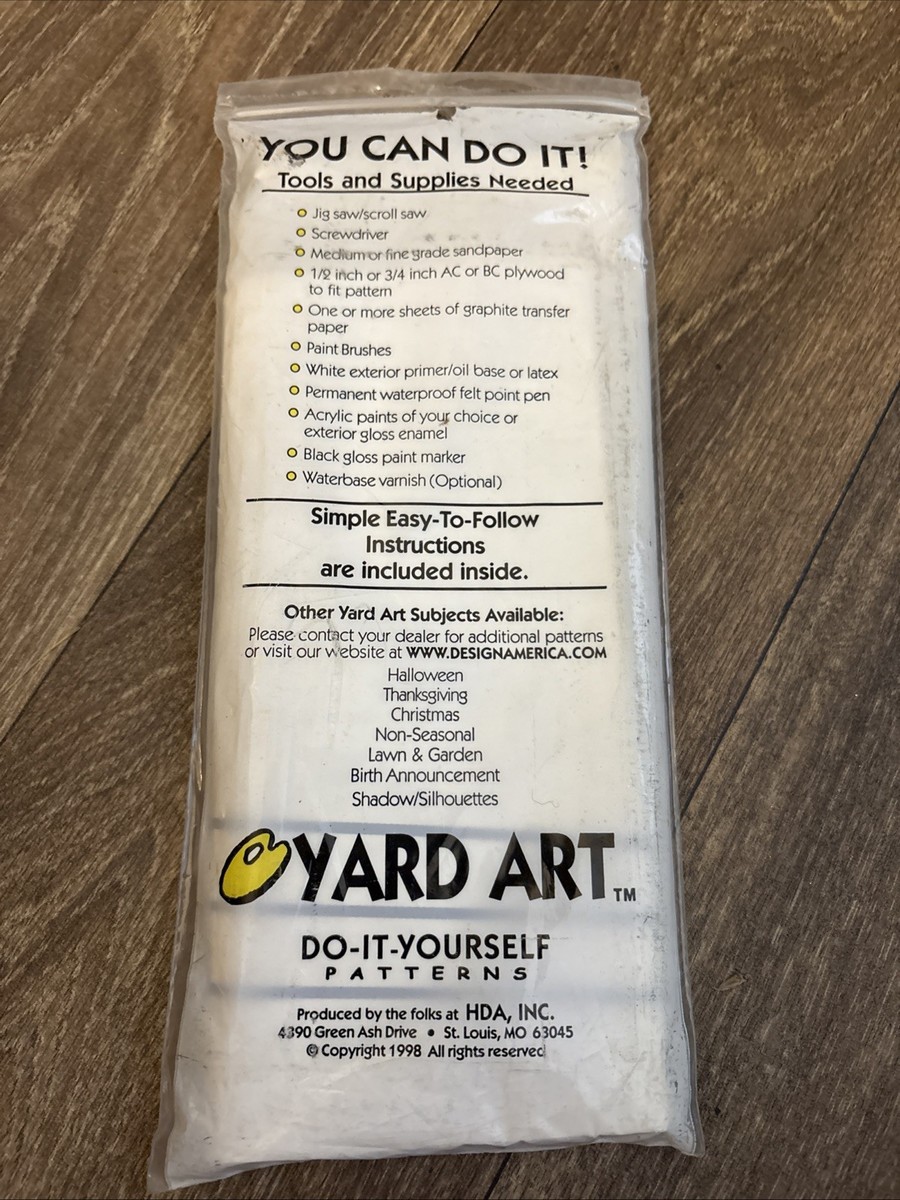 YOU CAN DO IT!
Tools and Supplies Needed
Jig saw/scroll saw
Screwdriver
Medium or fine grade sandpaper
1/2 inch or 3/4 inch AC or BC plywood
to fit pattern
One or more sheets of graphite transfer
paper
Paint Brushes
White exterior primer/oil base or latex
Permanent waterproof felt point pen
Acrylic paints of your choice or
exterior gloss enamel
Black gloss paint marker
Waterbase varnish (Optional)
Simple Easy-To-Follow
Instructions
are included inside.
Other Yard Art Subjects Available:
Please contact your dealer for additional patterns
or visit our website at WWW.DESIGNAMERICA.COM
Halloween
Thanksgiving
Christmas
Non-Seasonal
Lawn & Garden
Birth Announcement
Shadow/Silhouettes
YARD ART TM
DO-IT-YOURSELF
PATTERNS
Produced by the folks at HDA, INC.
4390 Green Ash Drive • St. Louis, MO 63045
© Copyright 1998 All rights reserved